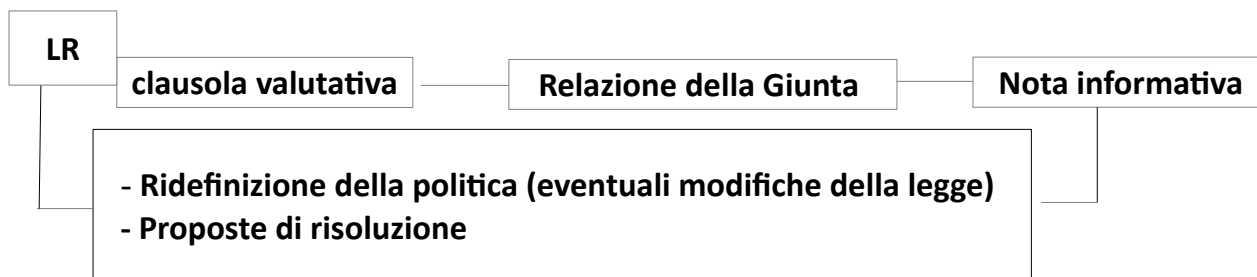 LR
clausola valutativa
Relazione della Giunta
Nota informativa
- Ridefinizione della politica (eventuali modifiche della legge)
- Proposte di risoluzione